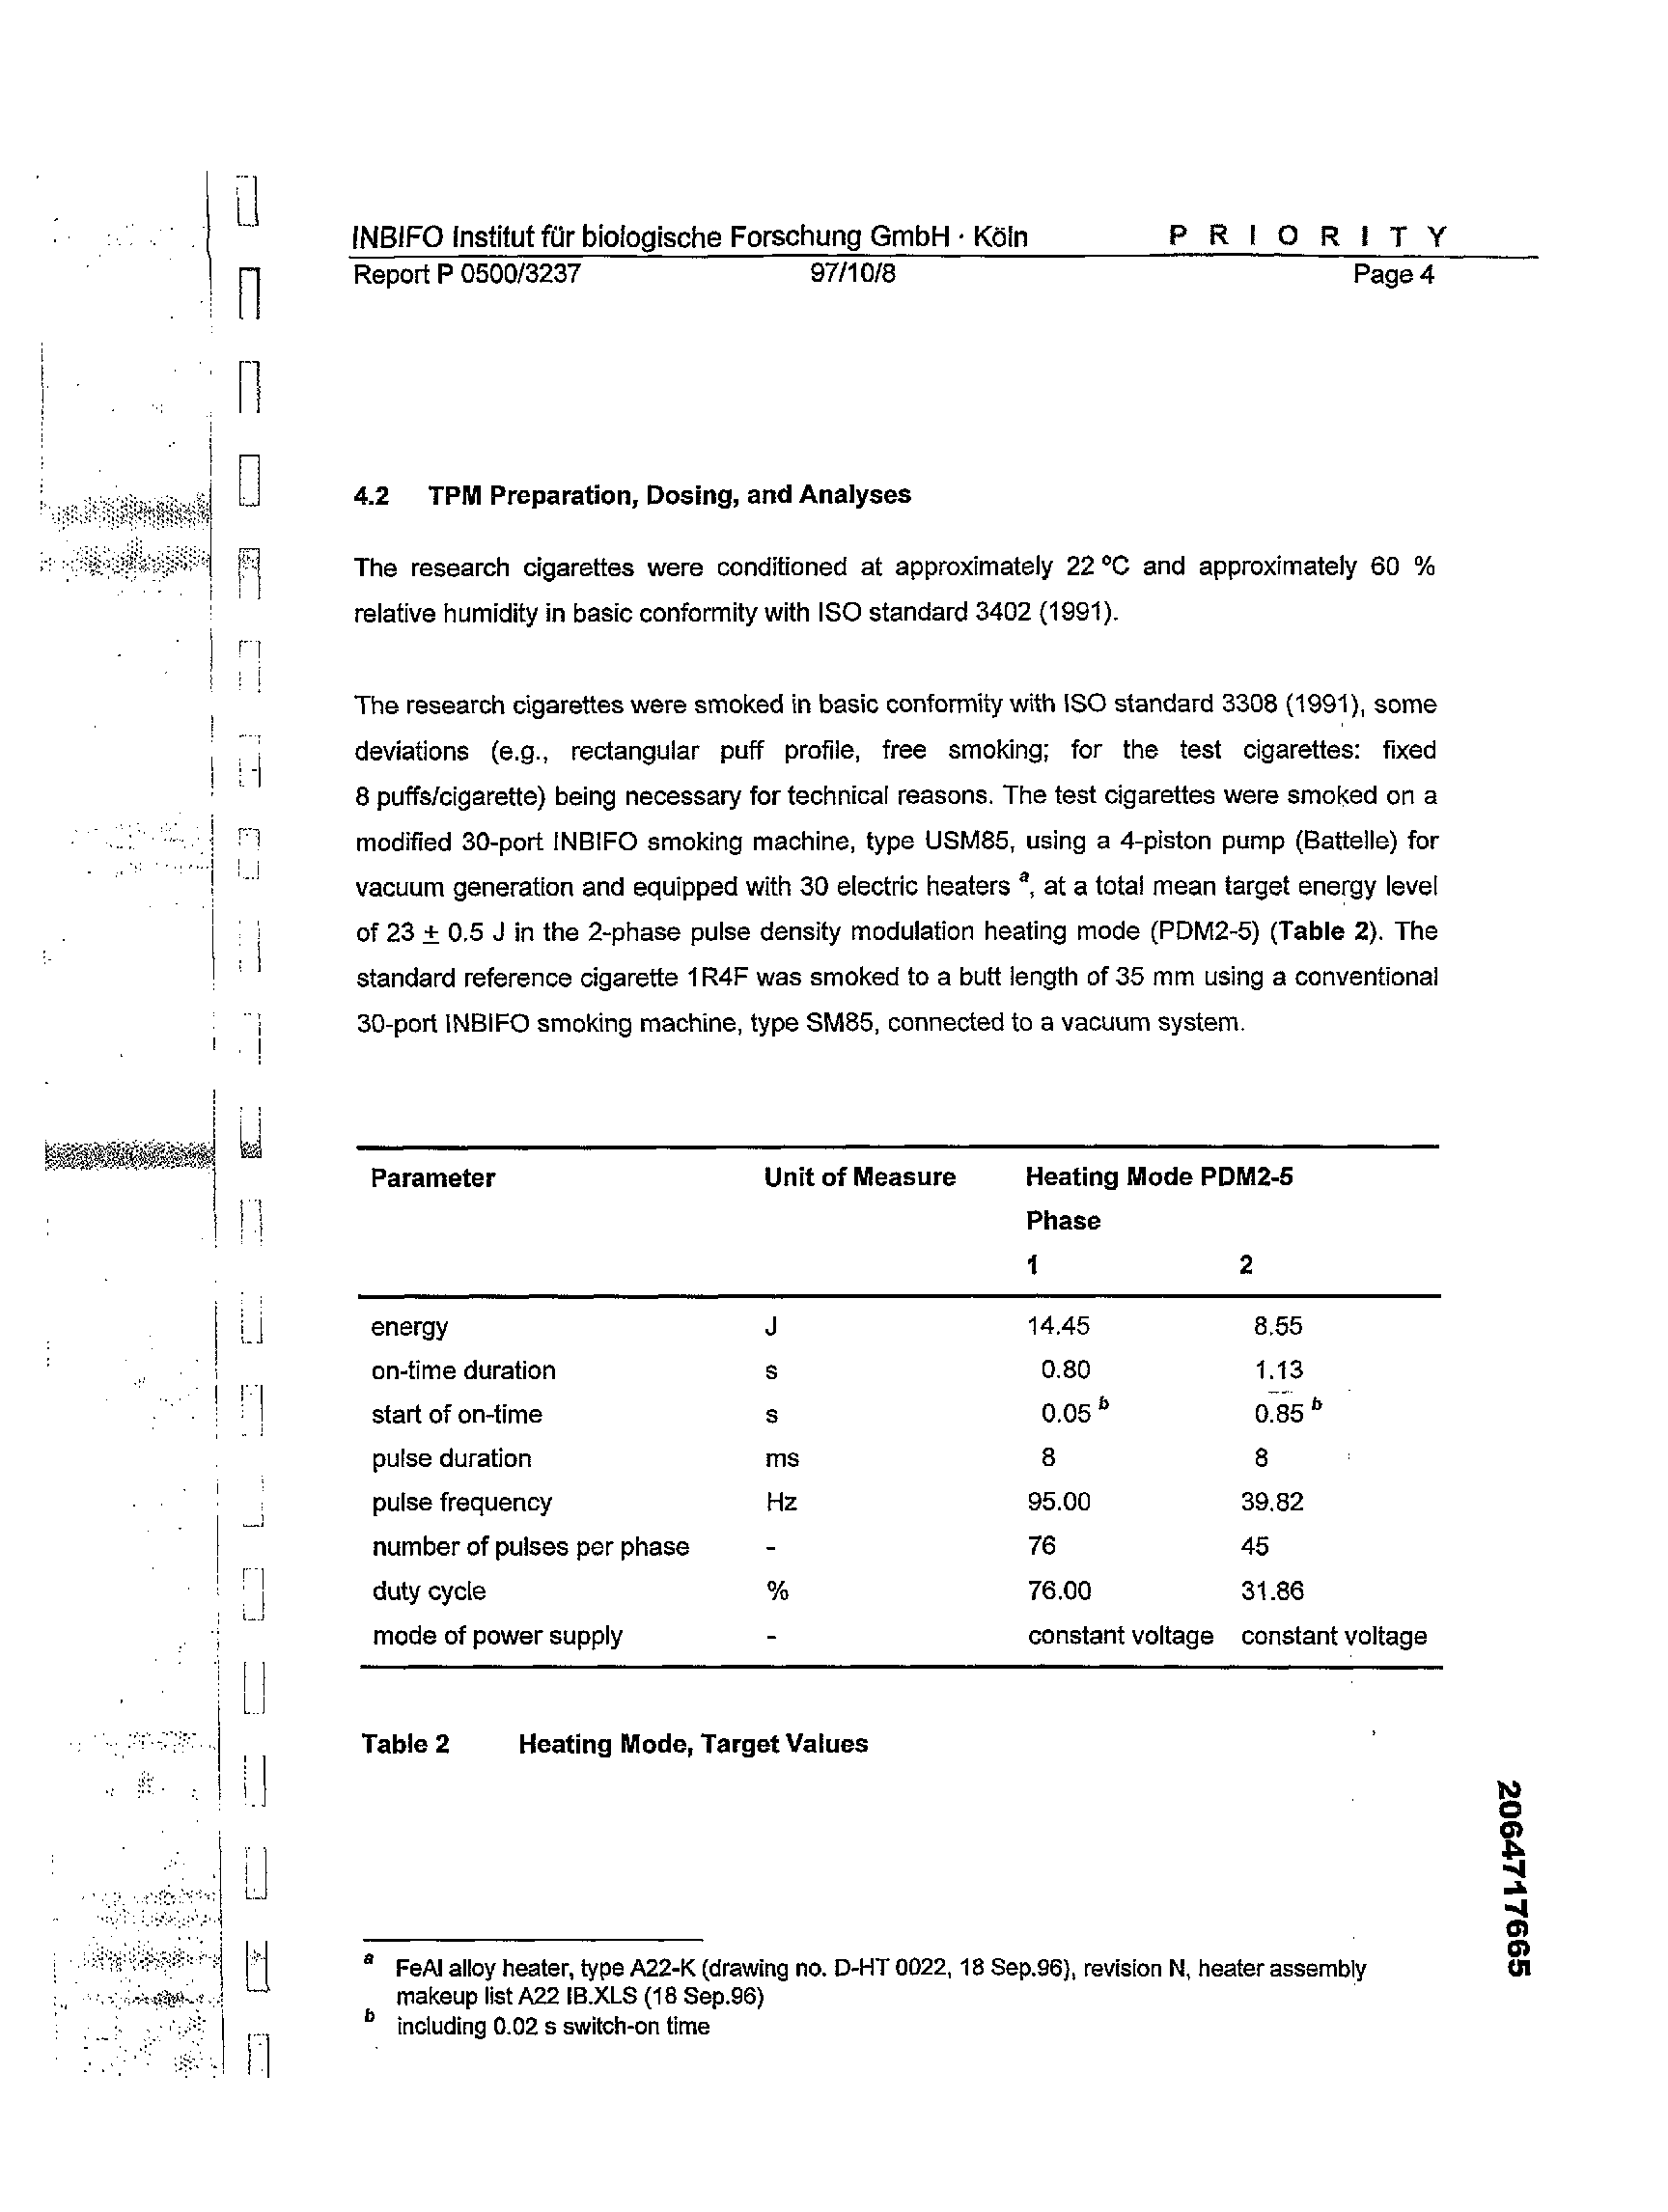 INBIFO Institut für biologische Forschung GmbH · Köln P R I O R I T Y
Report P 0500/3237 97/10/8 Page 4
4.2 TPM Preparation, Dosing, and Analyses
The research cigarettes were conditioned at approximately 22 °C and approximately 60 %
relative humidity in basic conformity with ISO standard 3402 (1991).
The research cigarettes were smoked in basic conformity with ISO standard 3308 (1991), some
deviations (e.g., rectangular puff profile, free smoking; for the test cigarettes: fixed
8 puffs/cigarette) being necessary for technical reasons. The test cigarettes were smoked on a
modified 30-port INBIFO smoking machine, type USM85, using a 4-piston pump (Battelle) for
vacuum generation and equipped with 30 electric heaters a, at a total mean target energy level
of 23 ± 0.5 J in the 2-phase pulse density modulation heating mode (PDM2-5) (Table 2). The
standard reference cigarette 1R4F was smoked to a butt length of 35 mm using a conventional
30-port INBIFO smoking machine, type SM85, connected to a vacuum system.
Parameter Unit of Measure Heating Mode PDM2-5
Phase
1 2
energy J 14.45 8.55
on-time duration s 0.80 1.13
start of on-time s 0.05 b 0.85 b
pulse duration ms 8 8
pulse frequency Hz 95.00 39.82
number of pulses per phase - 76 45
duty cycle % 76.00 31.86
mode of power supply - constant voltage constant voltage
Table 2 Heating Mode, Target Values
a FeAl alloy heater, type A22-K (drawing no. D-HT 0022, 18 Sep.96), revision N, heater assembly
makeup list A22 IB.XLS (18 Sep.96)
b including 0.02 s switch-on time
2064717665